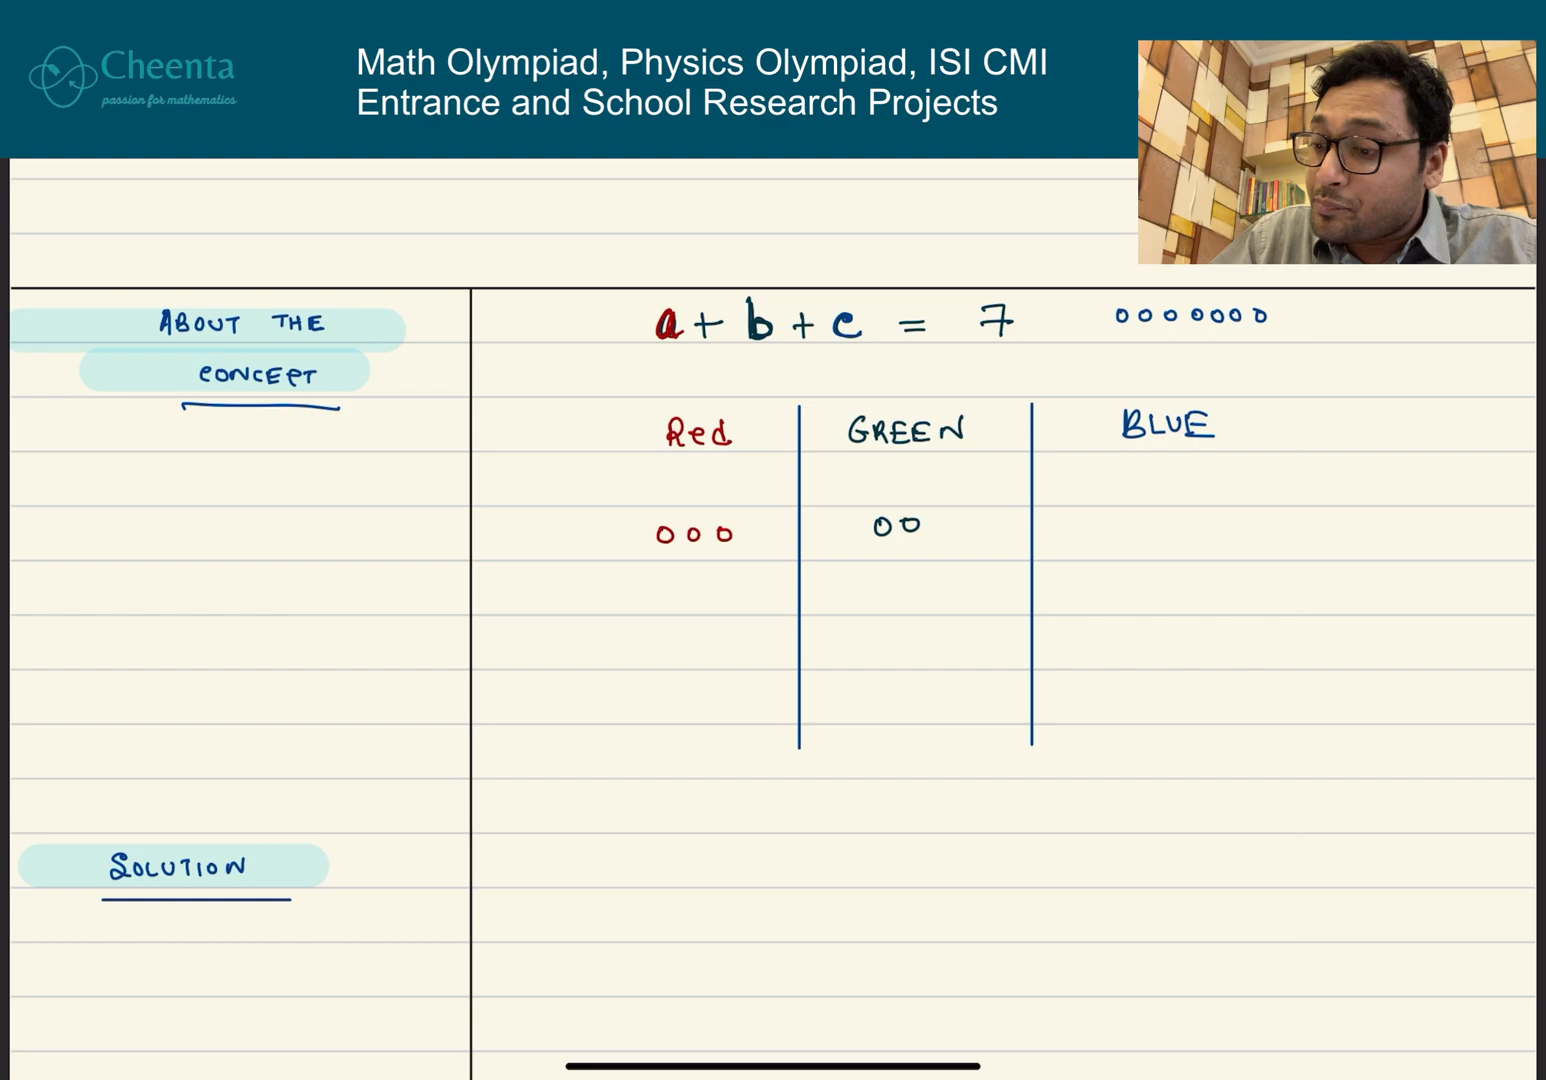 Cheenta
passion for mathematics
Math Olympiad, Physics Olympiad, ISI CMI
Entrance and School Research Projects
ABOUT THE
CONCEPT
a + b + c = 7 0000000
Red GREEN BLUE
000 00
SOLUTION